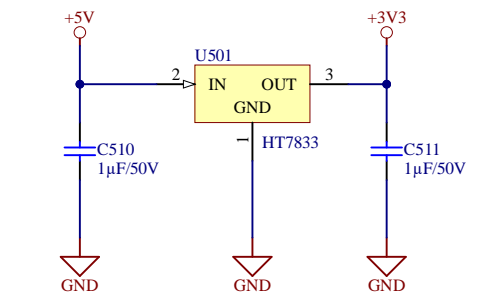 +5V
+3V3
U501
2
IN
OUT
3
GND
1
HT7833
C510
1µF/50V
C511
1µF/50V
GND
GND
GND